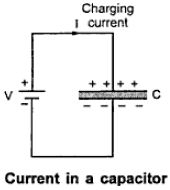 Charging
I current
+
V
−
+ + + +
C
− − − −
Current in a capacitor